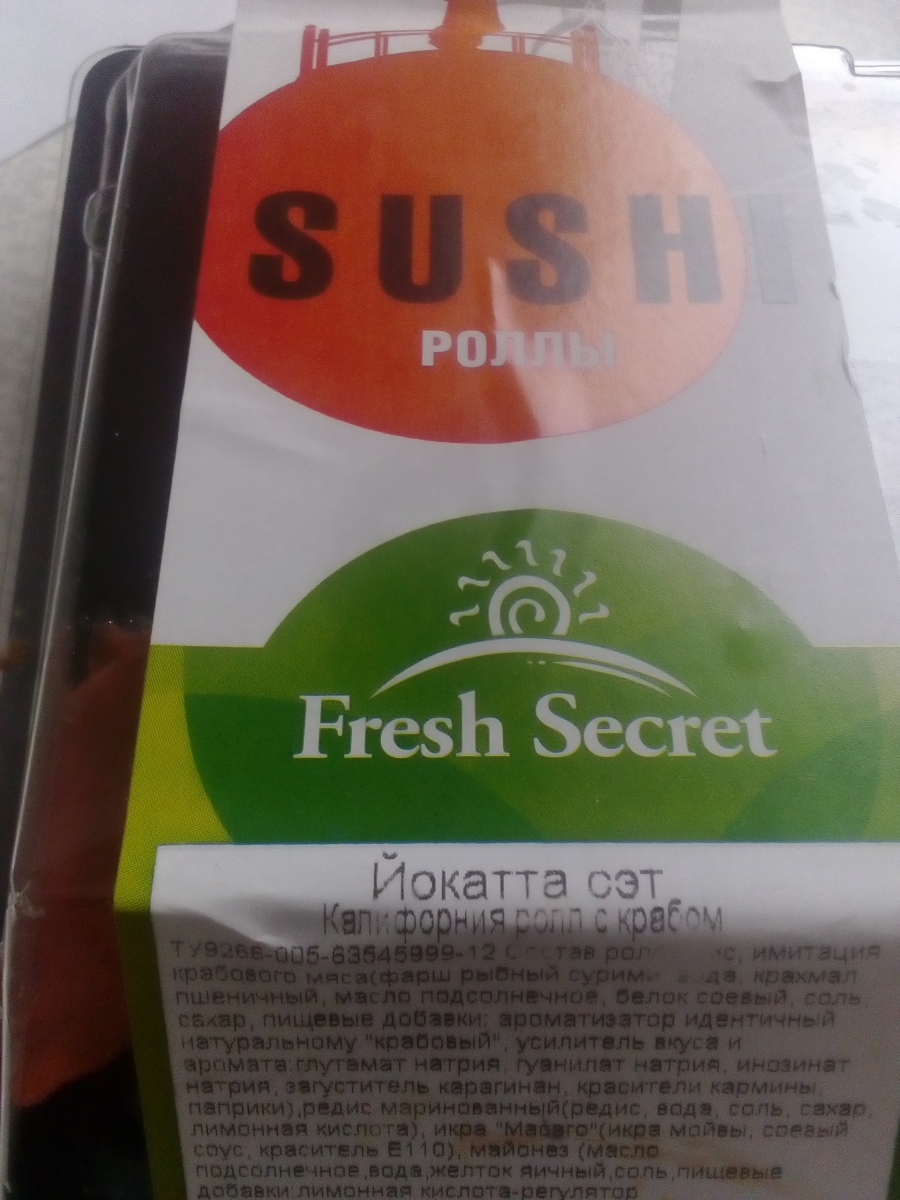 SUSHI
РОЛЛЫ
Fresh Secret
Йокатта сэт
Калифорния ролл с крабом
ТУ9266-005-63545999-12 Состав имитация
крабового мяса(фарш рыбный сурими вода, крахмал
пшеничный, масло подсолнечное, белок соевый, соль,
сахар, пищевые добавки: ароматизатор идентичный
натуральному "крабовый", усилитель вкуса и
аромата:глутамат натрия, гуанилат натрия, инозинат
натрия, загуститель карагинан, красители кармины,
паприки),редис маринованный(редис, вода, соль, сахар,
лимонная кислота), икра "Масаго"(икра мойвы, соевый
соус, краситель Е110), майонез (масло
подсолнечное,вода,желток яичный,соль,пищевые
добавки:лимонная кислота-регулятор